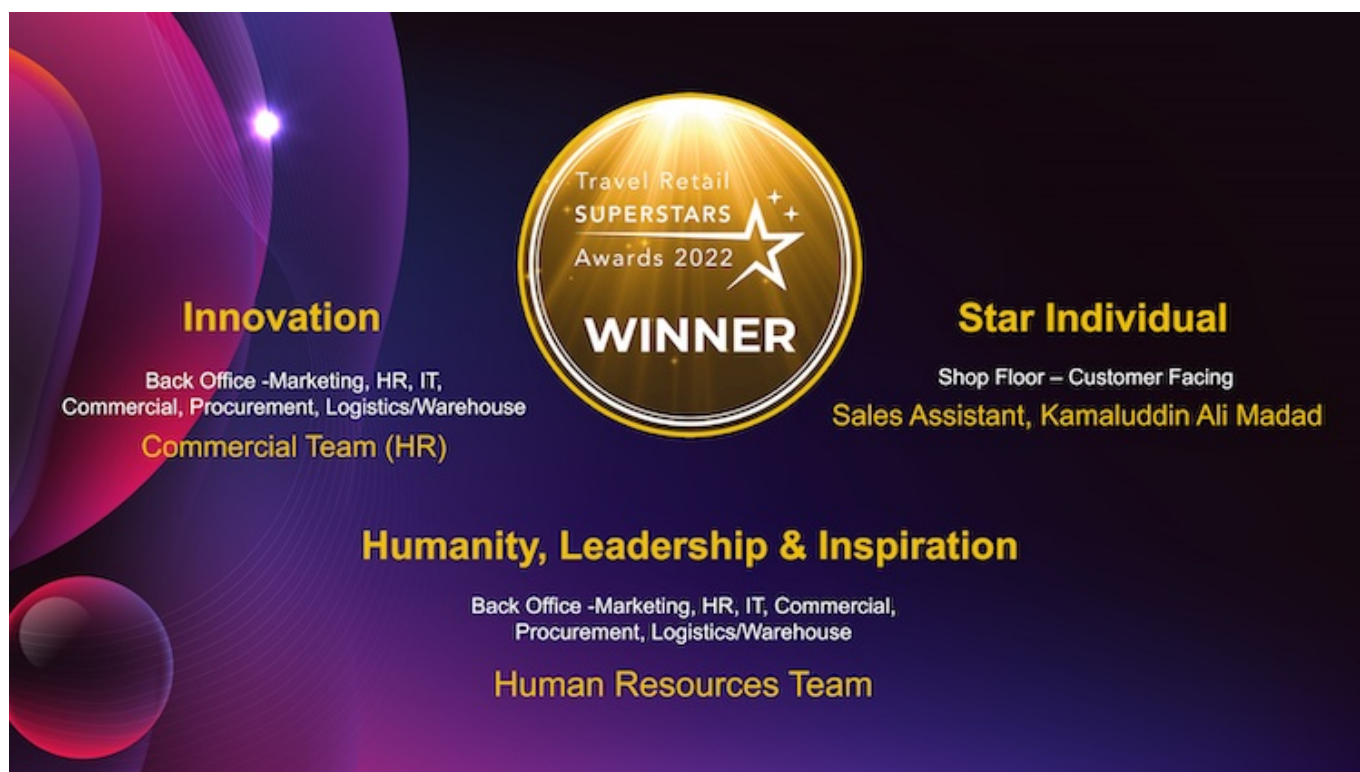 Travel Retail
SUPERSTARS
Awards 2022
WINNER
Innovation
Back Office -Marketing, HR, IT,
Commercial, Procurement, Logistics/Warehouse
Commercial Team (HR)
Star Individual
Shop Floor – Customer Facing
Sales Assistant, Kamaluddin Ali Madad
Humanity, Leadership & Inspiration
Back Office -Marketing, HR, IT, Commercial,
Procurement, Logistics/Warehouse
Human Resources Team